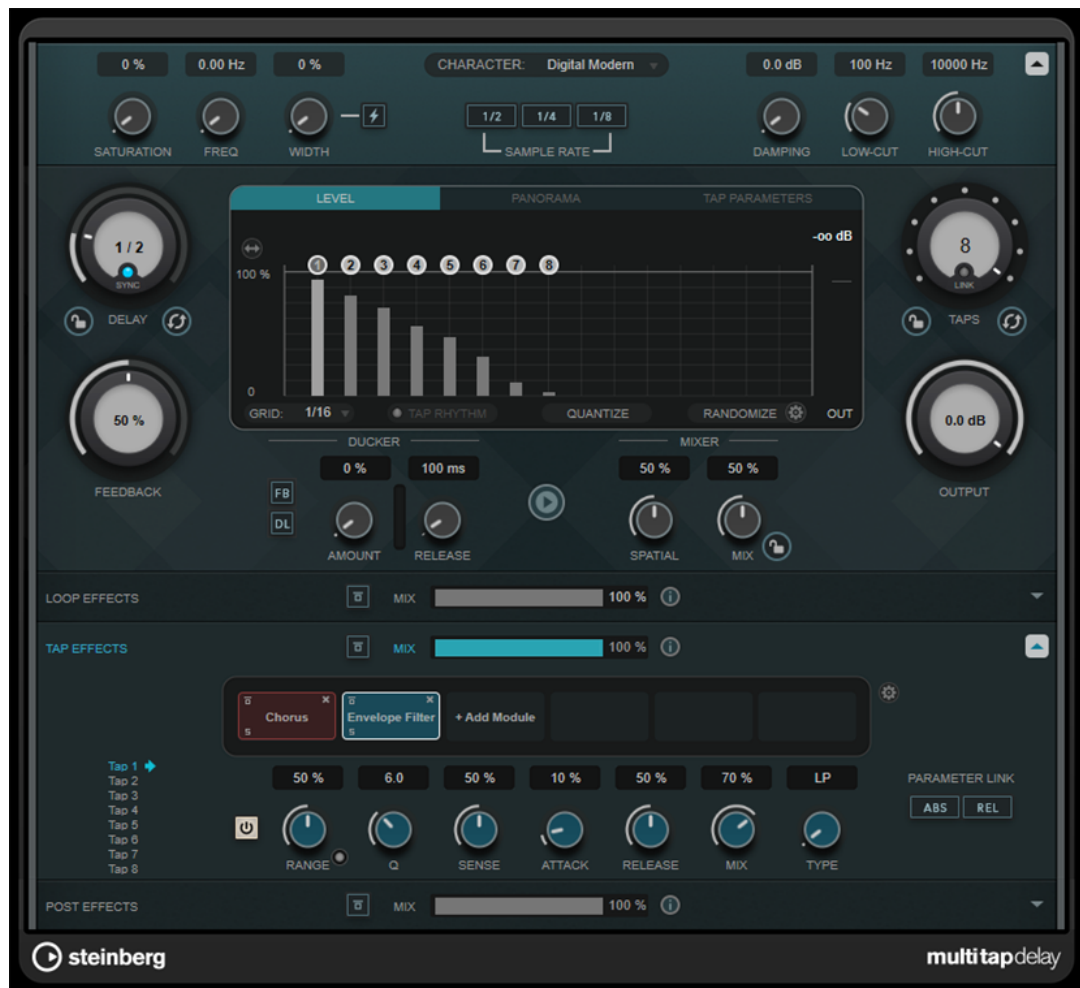 0 % 0.00 Hz 0 % CHARACTER: Digital Modern 0.0 dB 100 Hz 10000 Hz
1/2 1/4 1/8
SATURATION FREQ WIDTH SAMPLE RATE DAMPING LOW-CUT HIGH-CUT
LEVEL PANORAMA TAP PARAMETERS
-oo dB
1/2 8
SYNC LINK
1 2 3 4 5 6 7 8
100 %
DELAY TAPS
0
GRID: 1/16 TAP RHYTHM QUANTIZE RANDOMIZE OUT
50 % 0.0 dB
DUCKER MIXER
0 % 100 ms 50 % 50 %
FEEDBACK OUTPUT
FB
DL
AMOUNT RELEASE SPATIAL MIX
LOOP EFFECTS MIX 100 %
TAP EFFECTS MIX 100 %
S Chorus S Envelope Filter + Add Module
Tap 1
Tap 2
Tap 3
Tap 4
Tap 5
Tap 6
Tap 7
Tap 8
50 % 6.0 50 % 10 % 50 % 70 % LP
PARAMETER LINK
ABS REL
RANGE Q SENSE ATTACK RELEASE MIX TYPE
POST EFFECTS MIX 100 %
steinberg multitapdelay